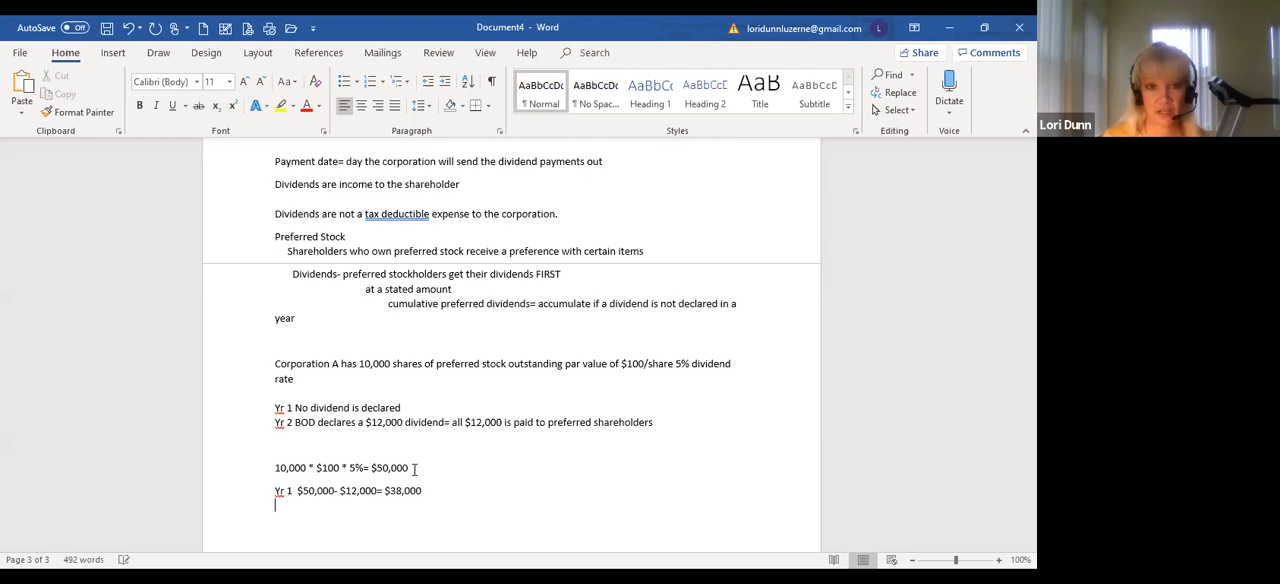 AutoSave
Off
Document4 - Word
loridunnluzerne@gmail.com
L
File
Home
Insert
Draw
Design
Layout
References
Mailings
Review
View
Help
Search
Share
Comments
Paste
Cut
Copy
Format Painter
Clipboard
Calibri (Body)
11
Font
Paragraph
AaBbCcDc
¶ Normal
AaBbCcDc
¶ No Spac...
AaBbCc
Heading 1
AaBbCcD
Heading 2
AaB
Title
AaBbCcD
Subtitle
Styles
Find
Replace
Select
Editing
Dictate
Voice
Lori Dunn
Payment date= day the corporation will send the dividend payments out
Dividends are income to the shareholder
Dividends are not a tax deductible expense to the corporation.
Preferred Stock
Shareholders who own preferred stock receive a preference with certain items
Dividends- preferred stockholders get their dividends FIRST
at a stated amount
cumulative preferred dividends= accumulate if a dividend is not declared in a
year
Corporation A has 10,000 shares of preferred stock outstanding par value of $100/share 5% dividend
rate
Yr 1 No dividend is declared
Yr 2 BOD declares a $12,000 dividend= all $12,000 is paid to preferred shareholders
10,000 * $100 * 5%= $50,000
Yr 1 $50,000- $12,000= $38,000
Page 3 of 3
492 words
100%